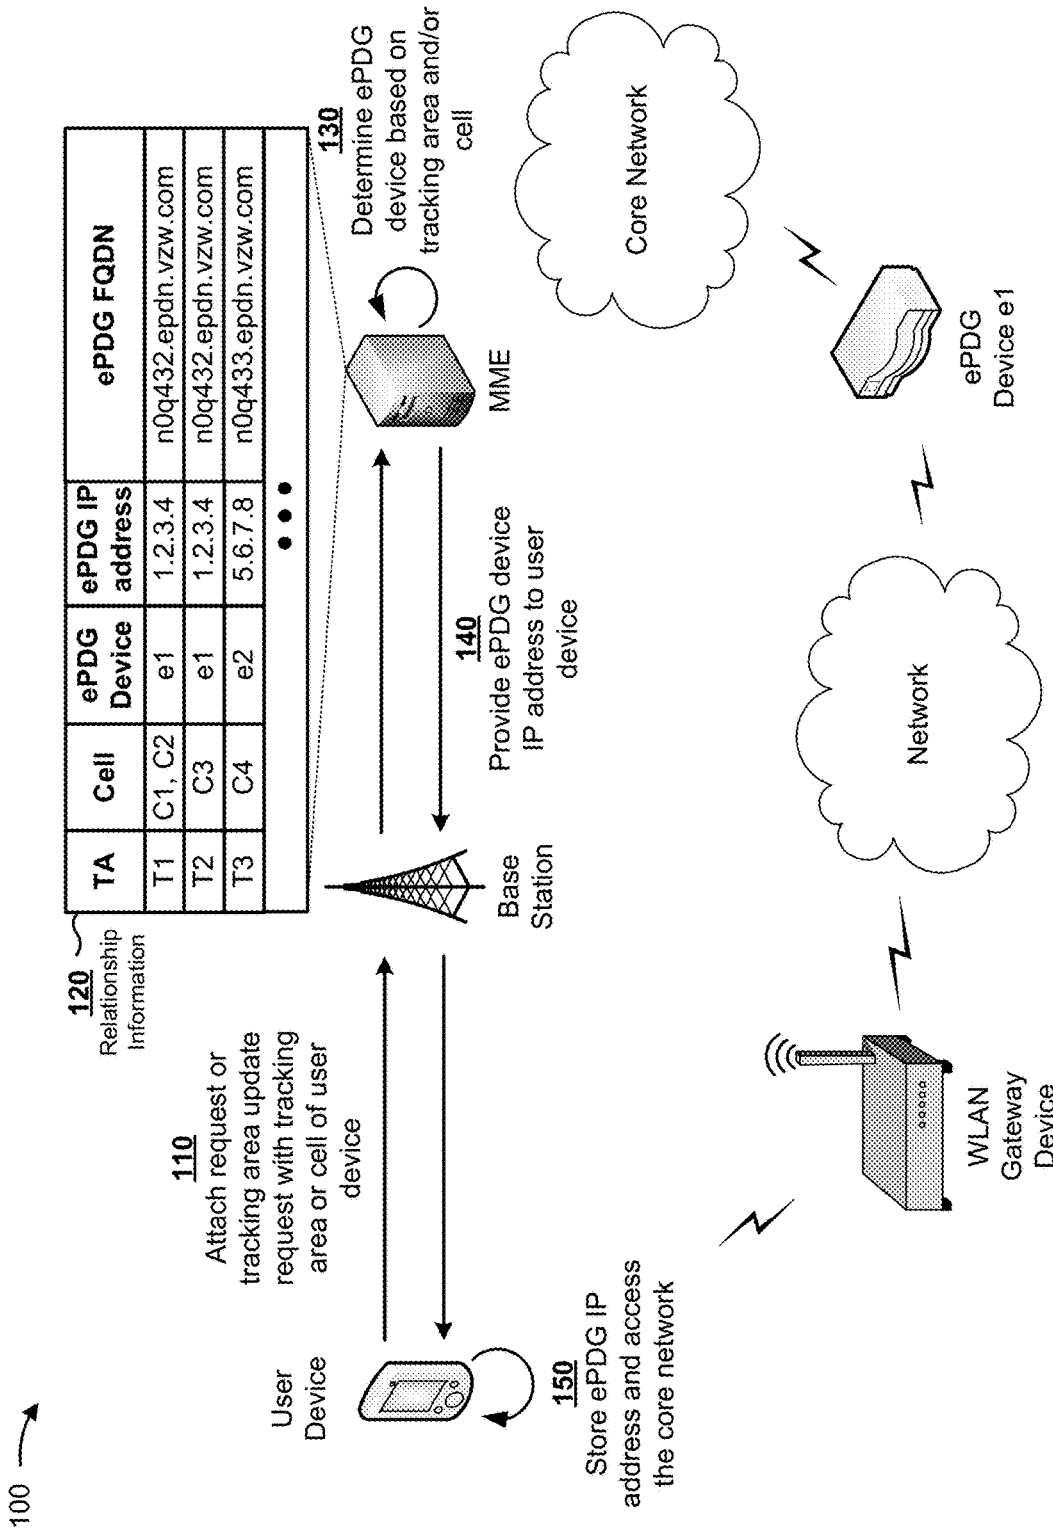 100
120
Relationship
Information
TA Cell ePDG Device ePDG IP address ePDG FQDN
T1 C1, C2 e1 1.2.3.4 n0q432.epdn.vzw.com
T2 C3 e1 1.2.3.4 n0q432.epdn.vzw.com
T3 C4 e2 5.6.7.8 n0q433.epdn.vzw.com
110
Attach request or
tracking area update
request with tracking
area or cell of user
device
130
Determine ePDG
device based on
tracking area and/or
cell
User
Device
Base
Station
MME
140
Provide ePDG device
IP address to user
device
150
Store ePDG IP
address and access
the core network
WLAN
Gateway
Device
Network
ePDG
Device e1
Core Network